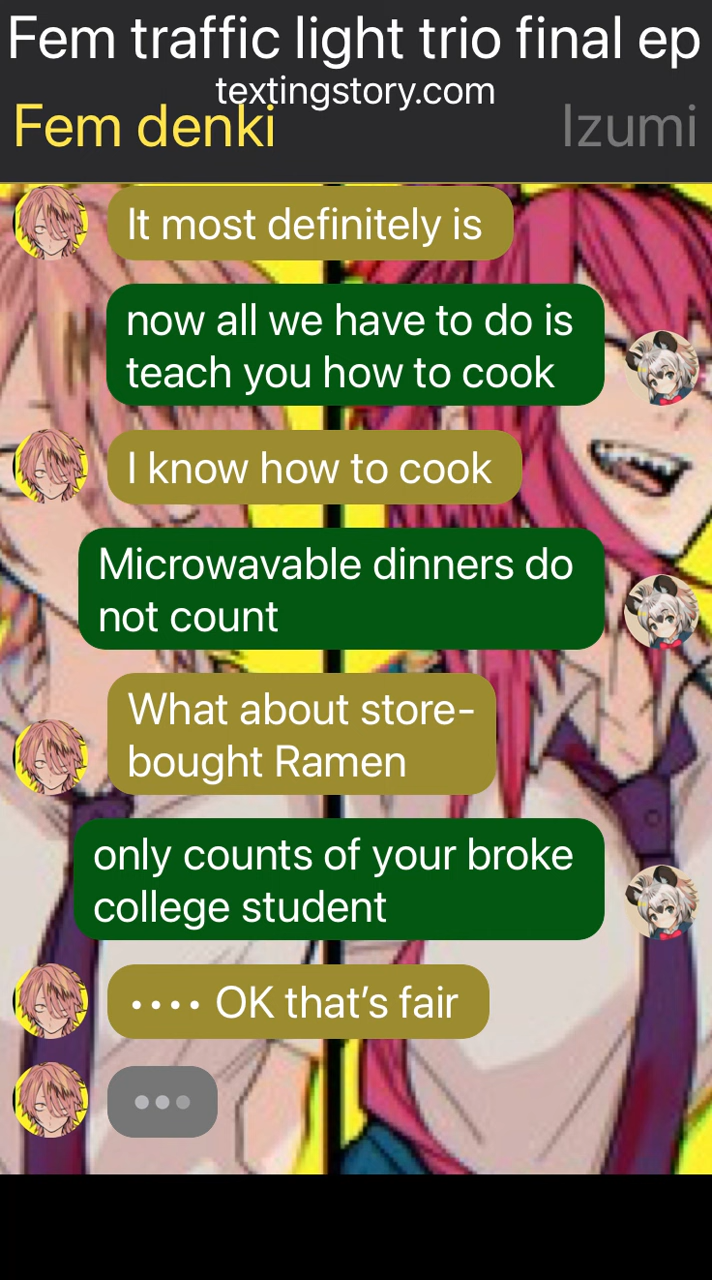 Fem traffic light trio final ep
textingstory.com
Fem denki
Izumi
It most definitely is
now all we have to do is
teach you how to cook
I know how to cook
Microwavable dinners do
not count
What about store-
bought Ramen
only counts of your broke
college student
•••• OK that’s fair